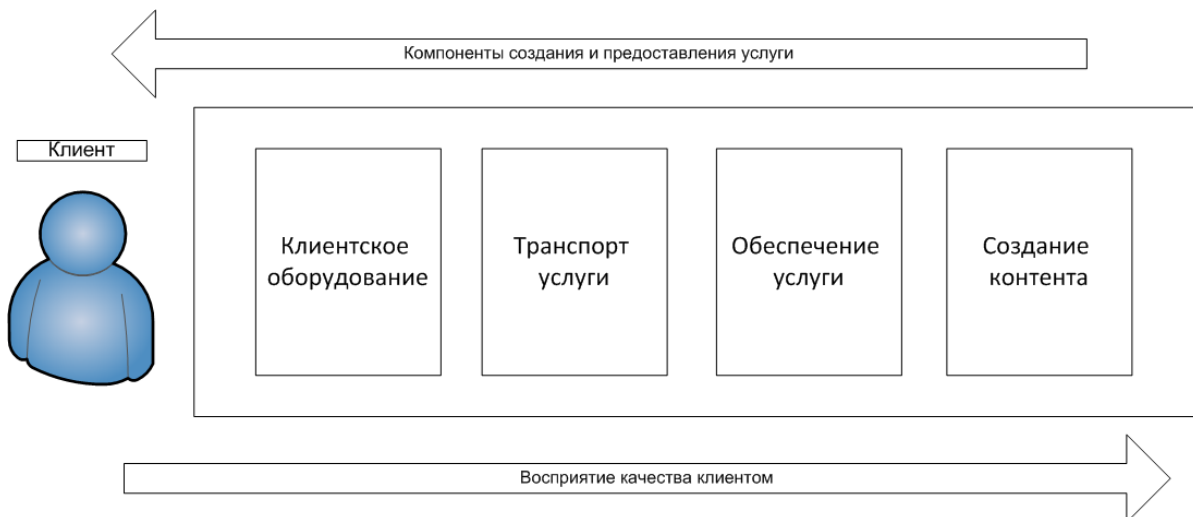 Компоненты создания и предоставления услуги
Клиент
Клиентское
оборудование
Транспорт
услуги
Обеспечение
услуги
Создание
контента
Восприятие качества клиентом